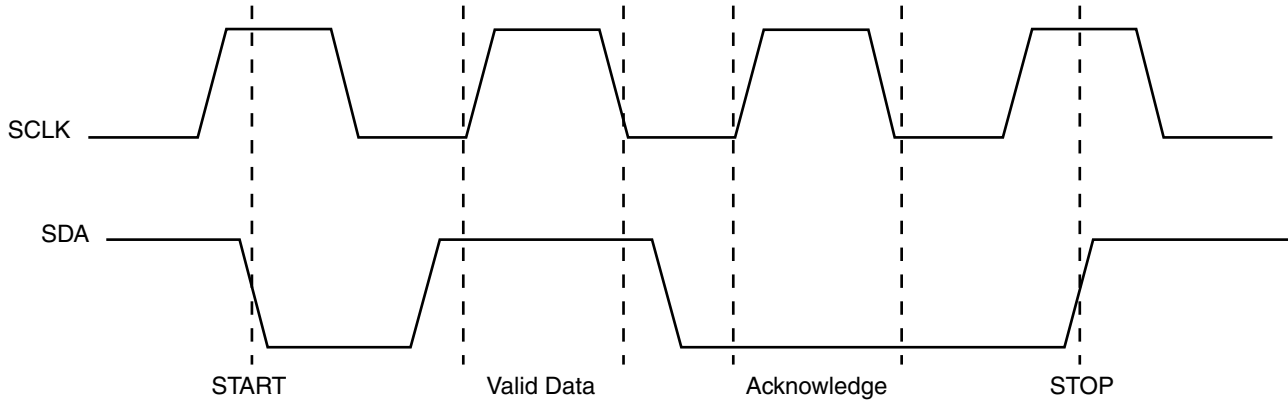 SCLK
SDA
START
Valid Data
Acknowledge
STOP